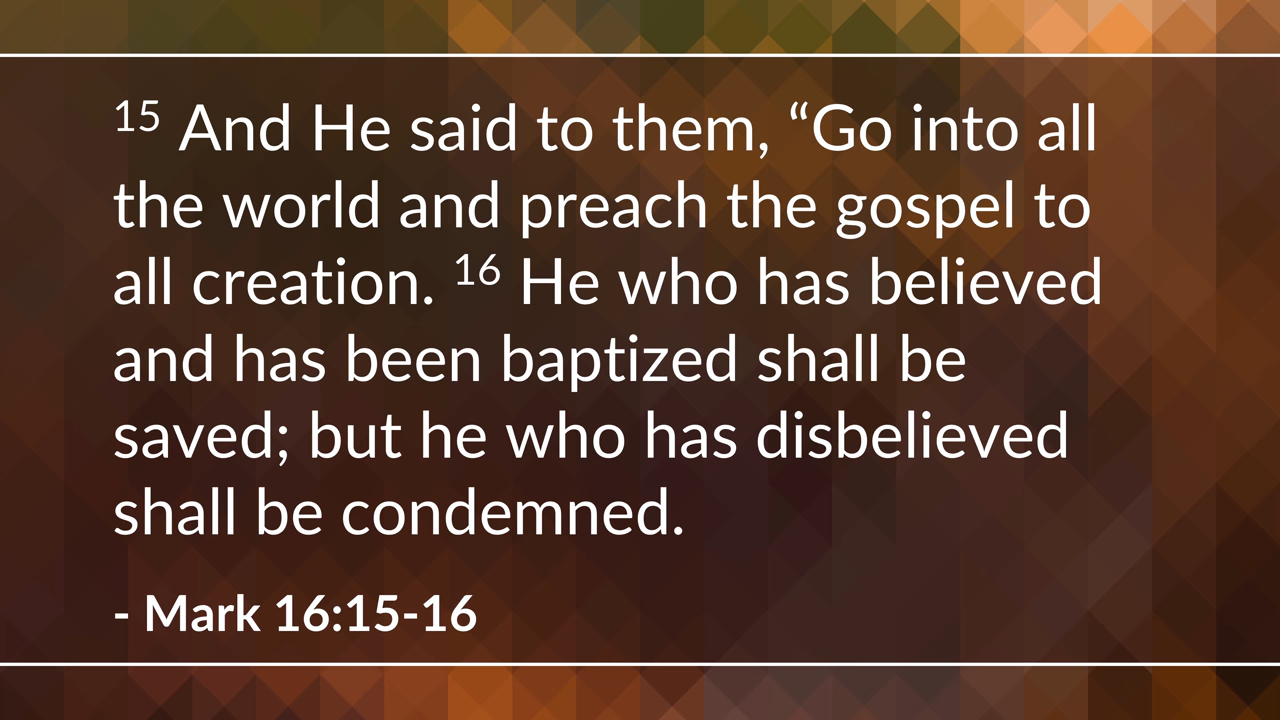 15 And He said to them, “Go into all
the world and preach the gospel to
all creation. 16 He who has believed
and has been baptized shall be
saved; but he who has disbelieved
shall be condemned.
- Mark 16:15-16